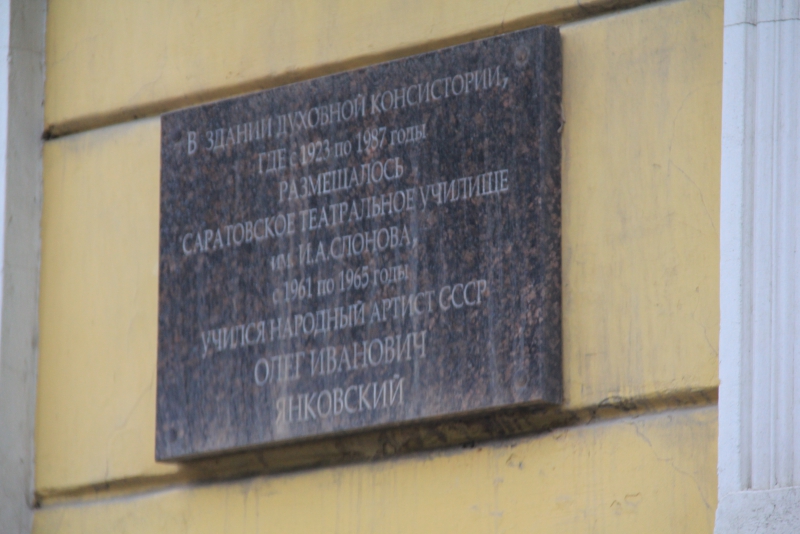 В ЗДАНИИ ДУХОВНОЙ КОНСИСТОРИИ,
ГДЕ с 1923 по 1987 годы
РАЗМЕЩАЛОСЬ
САРАТОВСКОЕ ТЕАТРАЛЬНОЕ УЧИЛИЩЕ
им. И.А.СЛОНОВА,
с 1961 по 1965 годы
УЧИЛСЯ НАРОДНЫЙ АРТИСТ СССР
ОЛЕГ ИВАНОВИЧ
ЯНКОВСКИЙ